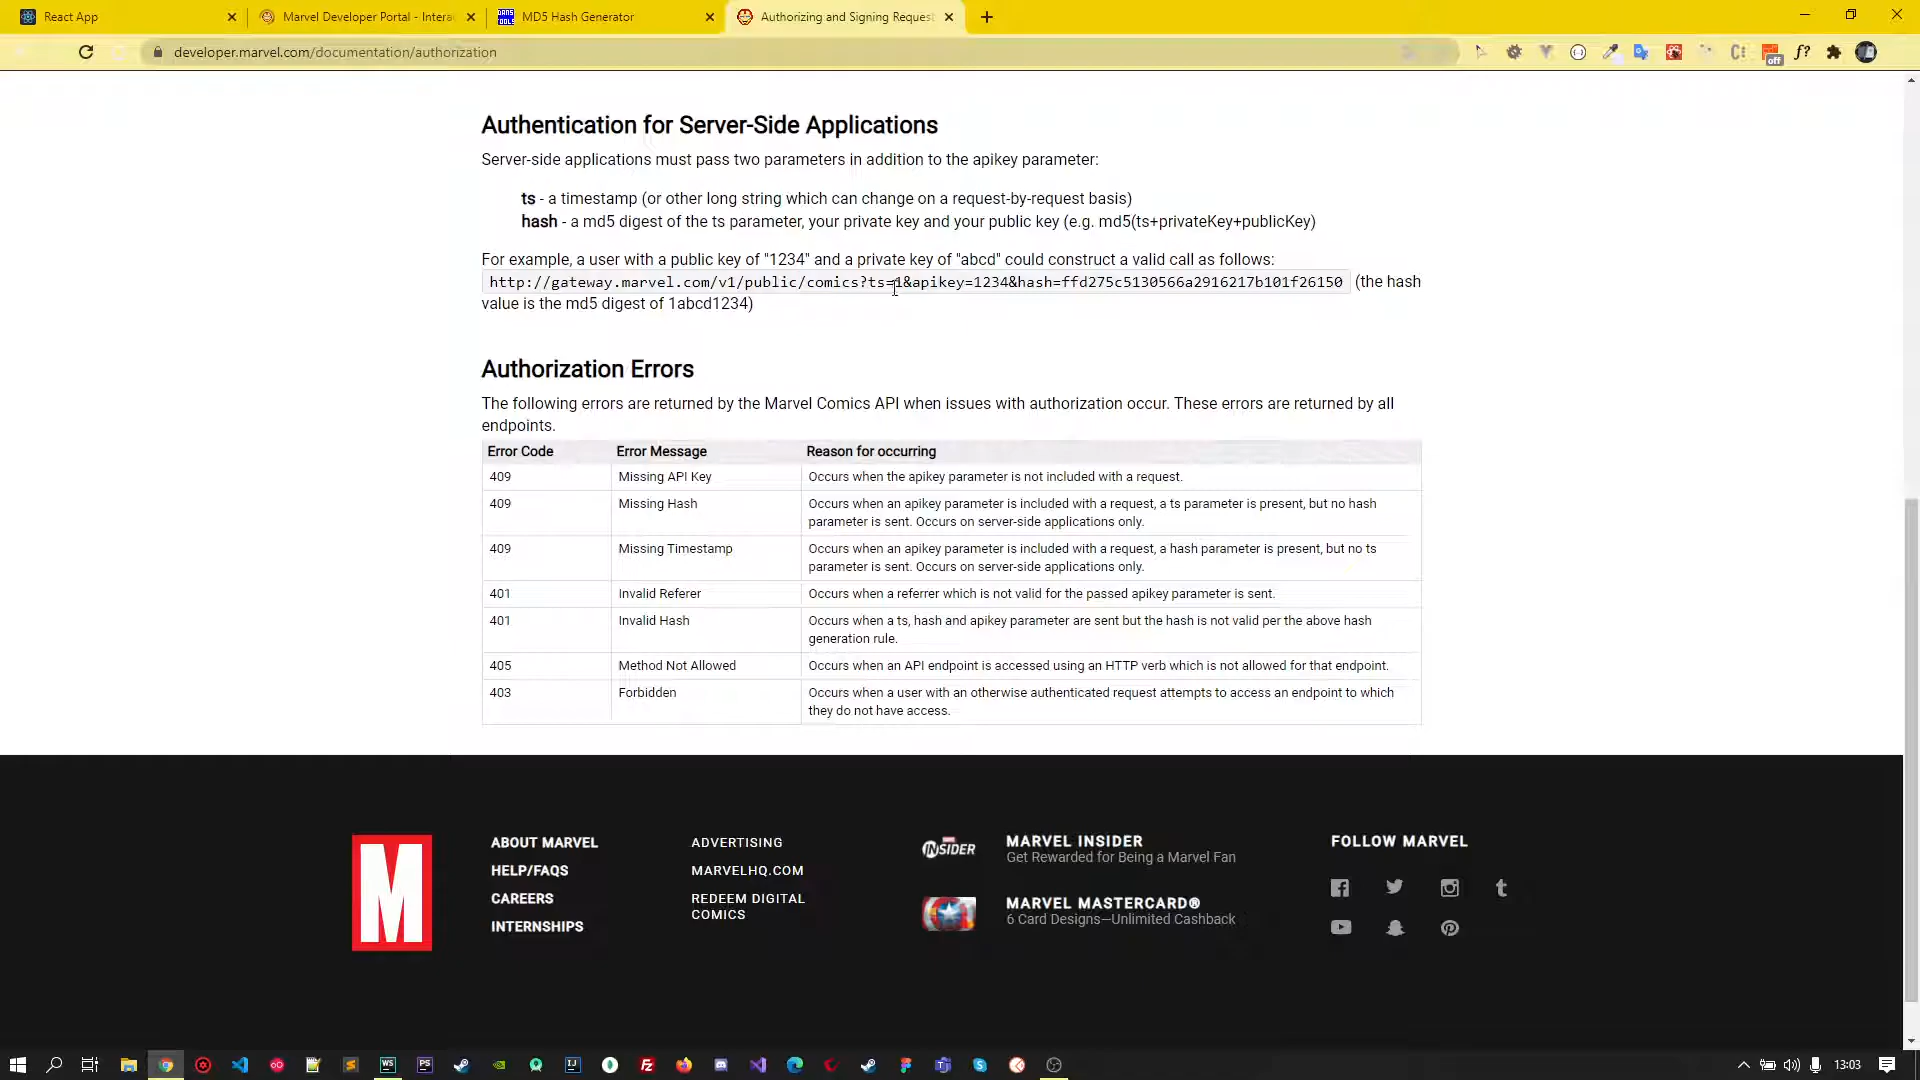 React App
Marvel Developer Portal - Intera
MD5 Hash Generator
Authorizing and Signing Request
developer.marvel.com/documentation/authorization
off
f?
Authentication for Server-Side Applications
Server-side applications must pass two parameters in addition to the apikey parameter:
ts - a timestamp (or other long string which can change on a request-by-request basis)
hash - a md5 digest of the ts parameter, your private key and your public key (e.g. md5(ts+privateKey+publicKey)
For example, a user with a public key of "1234" and a private key of "abcd" could construct a valid call as follows:
http://gateway.marvel.com/v1/public/comics?ts=1&apikey=1234&hash=ffd275c5130566a2916217b101f26150 (the hash
value is the md5 digest of 1abcd1234)
Authorization Errors
The following errors are returned by the Marvel Comics API when issues with authorization occur. These errors are returned by all
endpoints.
Error Code Error Message Reason for occurring
409 Missing API Key Occurs when the apikey parameter is not included with a request.
409 Missing Hash Occurs when an apikey parameter is included with a request, a ts parameter is present, but no hash
parameter is sent. Occurs on server-side applications only.
409 Missing Timestamp Occurs when an apikey parameter is included with a request, a hash parameter is present, but no ts
parameter is sent. Occurs on server-side applications only.
401 Invalid Referer Occurs when a referrer which is not valid for the passed apikey parameter is sent.
401 Invalid Hash Occurs when a ts, hash and apikey parameter are sent but the hash is not valid per the above hash
generation rule.
405 Method Not Allowed Occurs when an API endpoint is accessed using an HTTP verb which is not allowed for that endpoint.
403 Forbidden Occurs when a user with an otherwise authenticated request attempts to access an endpoint to which
they do not have access.
M
ABOUT MARVEL
HELP/FAQS
CAREERS
INTERNSHIPS
ADVERTISING
MARVELHQ.COM
REDEEM DIGITAL
COMICS
INSIDER
MARVEL INSIDER
Get Rewarded for Being a Marvel Fan
MARVEL MASTERCARD®
6 Card Designs—Unlimited Cashback
FOLLOW MARVEL
13:03